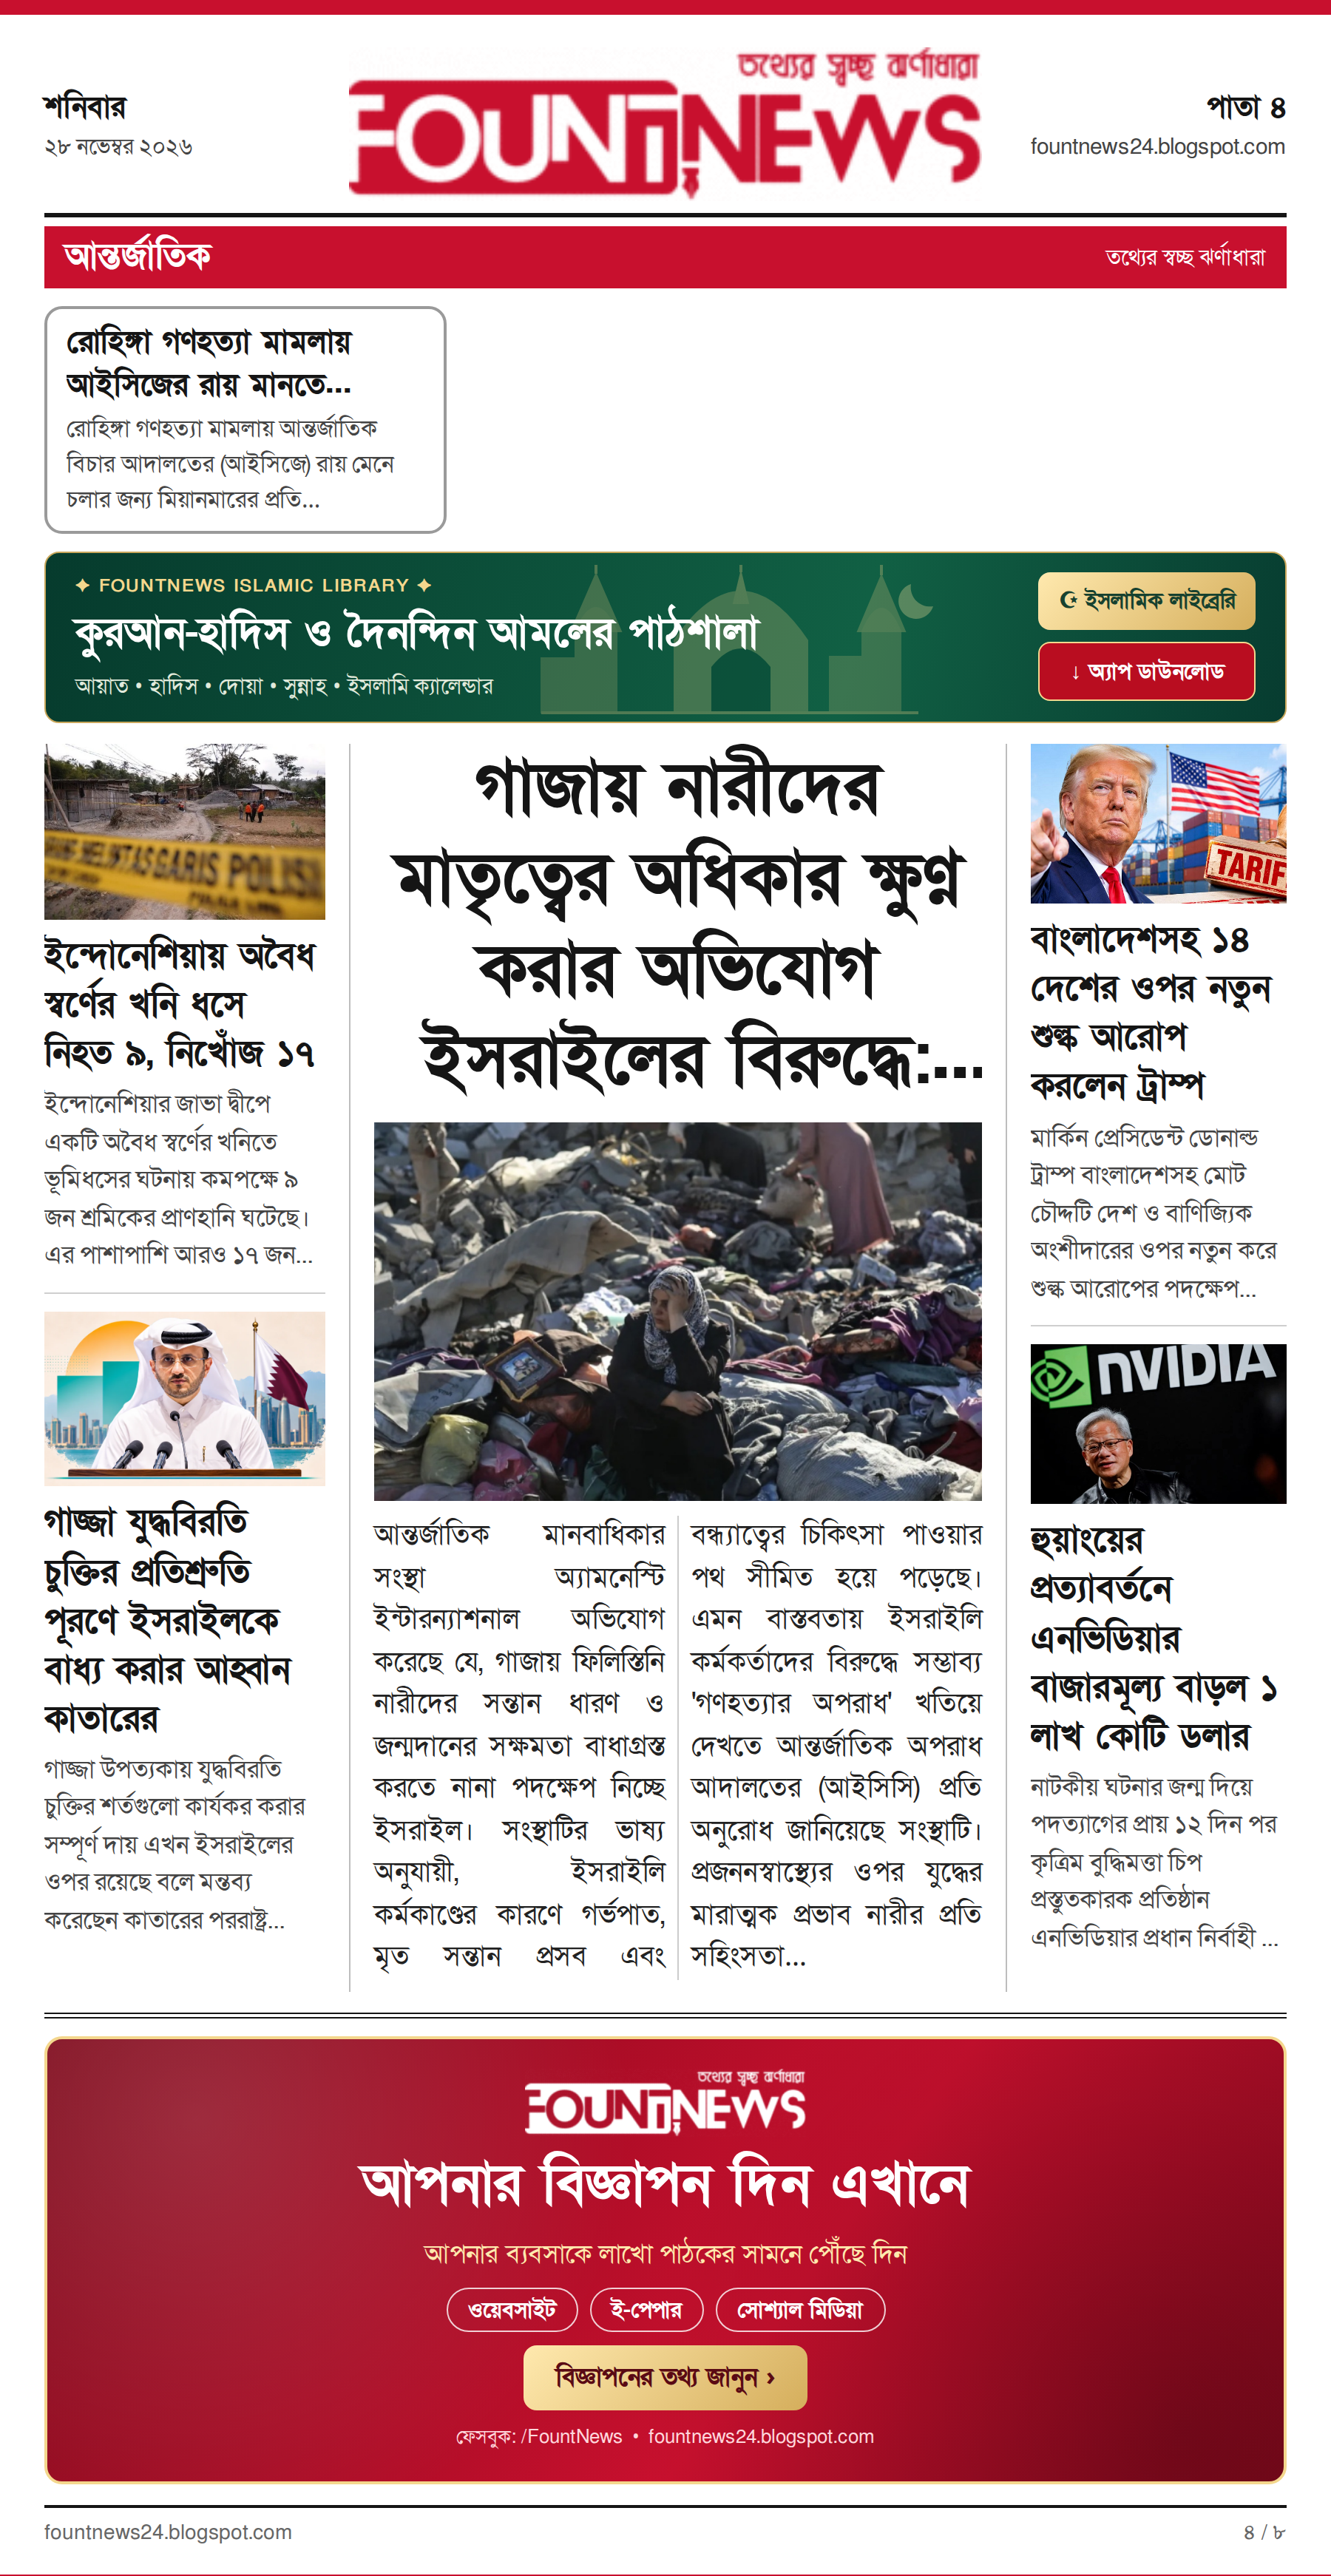 শনিবার
২৮ নভেম্বর ২০২৬
তথ্যের স্বচ্ছ ঝর্ণাধারা
FOUNTNEWS
পাতা ৪
fountnews24.blogspot.com
আন্তর্জাতিক
তথ্যের স্বচ্ছ ঝর্ণাধারা
রোহিঙ্গা গণহত্যা মামলায়
আইসিজের রায় মানতে...
রোহিঙ্গা গণহত্যা মামলায় আন্তর্জাতিক
বিচার আদালতের (আইসিজে) রায় মেনে
চলার জন্য মিয়ানমারের প্রতি...
✦ FOUNTNEWS ISLAMIC LIBRARY ✦
কুরআন-হাদিস ও দৈনন্দিন আমলের পাঠশালা
আয়াত • হাদিস • দোয়া • সুন্নাহ • ইসলামি ক্যালেন্ডার
☪ ইসলামিক লাইব্রেরি
↓ অ্যাপ ডাউনলোড
GARIS POLISI
ইন্দোনেশিয়ায় অবৈধ
স্বর্ণের খনি ধসে
নিহত ৯, নিখোঁজ ১৭
ইন্দোনেশিয়ার জাভা দ্বীপে
একটি অবৈধ স্বর্ণের খনিতে
ভূমিধসের ঘটনায় কমপক্ষে ৯
জন শ্রমিকের প্রাণহানি ঘটেছে।
এর পাশাপাশি আরও ১৭ জন...
গাজ্জা যুদ্ধবিরতি
চুক্তির প্রতিশ্রুতি
পূরণে ইসরাইলকে
বাধ্য করার আহ্বান
কাতারের
গাজ্জা উপত্যকায় যুদ্ধবিরতি
চুক্তির শর্তগুলো কার্যকর করার
সম্পূর্ণ দায় এখন ইসরাইলের
ওপর রয়েছে বলে মন্তব্য
করেছেন কাতারের পররাষ্ট্র...
গাজায় নারীদের
মাতৃত্বের অধিকার ক্ষুণ্ন
করার অভিযোগ
ইসরাইলের বিরুদ্ধে:...
আন্তর্জাতিক মানবাধিকার
সংস্থা অ্যামনেস্টি
ইন্টারন্যাশনাল অভিযোগ
করেছে যে, গাজায় ফিলিস্তিনি
নারীদের সন্তান ধারণ ও
জন্মদানের সক্ষমতা বাধাগ্রস্ত
করতে নানা পদক্ষেপ নিচ্ছে
ইসরাইল। সংস্থাটির ভাষ্য
অনুযায়ী, ইসরাইলি
কর্মকাণ্ডের কারণে গর্ভপাত,
মৃত সন্তান প্রসব এবং
বন্ধ্যাত্বের চিকিৎসা পাওয়ার
পথ সীমিত হয়ে পড়েছে।
এমন বাস্তবতায় ইসরাইলি
কর্মকর্তাদের বিরুদ্ধে সম্ভাব্য
'গণহত্যার অপরাধ' খতিয়ে
দেখতে আন্তর্জাতিক অপরাধ
আদালতের (আইসিসি) প্রতি
অনুরোধ জানিয়েছে সংস্থাটি।
প্রজননস্বাস্থ্যের ওপর যুদ্ধের
মারাত্মক প্রভাব নারীর প্রতি
সহিংসতা...
TARIF
বাংলাদেশসহ ১৪
দেশের ওপর নতুন
শুল্ক আরোপ
করলেন ট্রাম্প
মার্কিন প্রেসিডেন্ট ডোনাল্ড
ট্রাম্প বাংলাদেশসহ মোট
চৌদ্দটি দেশ ও বাণিজ্যিক
অংশীদারের ওপর নতুন করে
শুল্ক আরোপের পদক্ষেপ...
NVIDIA
হুয়াংয়ের
প্রত্যাবর্তনে
এনভিডিয়ার
বাজারমূল্য বাড়ল ১
লাখ কোটি ডলার
নাটকীয় ঘটনার জন্ম দিয়ে
পদত্যাগের প্রায় ১২ দিন পর
কৃত্রিম বুদ্ধিমত্তা চিপ
প্রস্তুতকারক প্রতিষ্ঠান
এনভিডিয়ার প্রধান নির্বাহী ...
তথ্যের স্বচ্ছ ঝর্ণাধারা
FOUNTNEWS
আপনার বিজ্ঞাপন দিন এখানে
আপনার ব্যবসাকে লাখো পাঠকের সামনে পৌঁছে দিন
ওয়েবসাইট
ই-পেপার
সোশ্যাল মিডিয়া
বিজ্ঞাপনের তথ্য জানুন ›
ফেসবুক: /FountNews • fountnews24.blogspot.com
fountnews24.blogspot.com
৪ / ৮